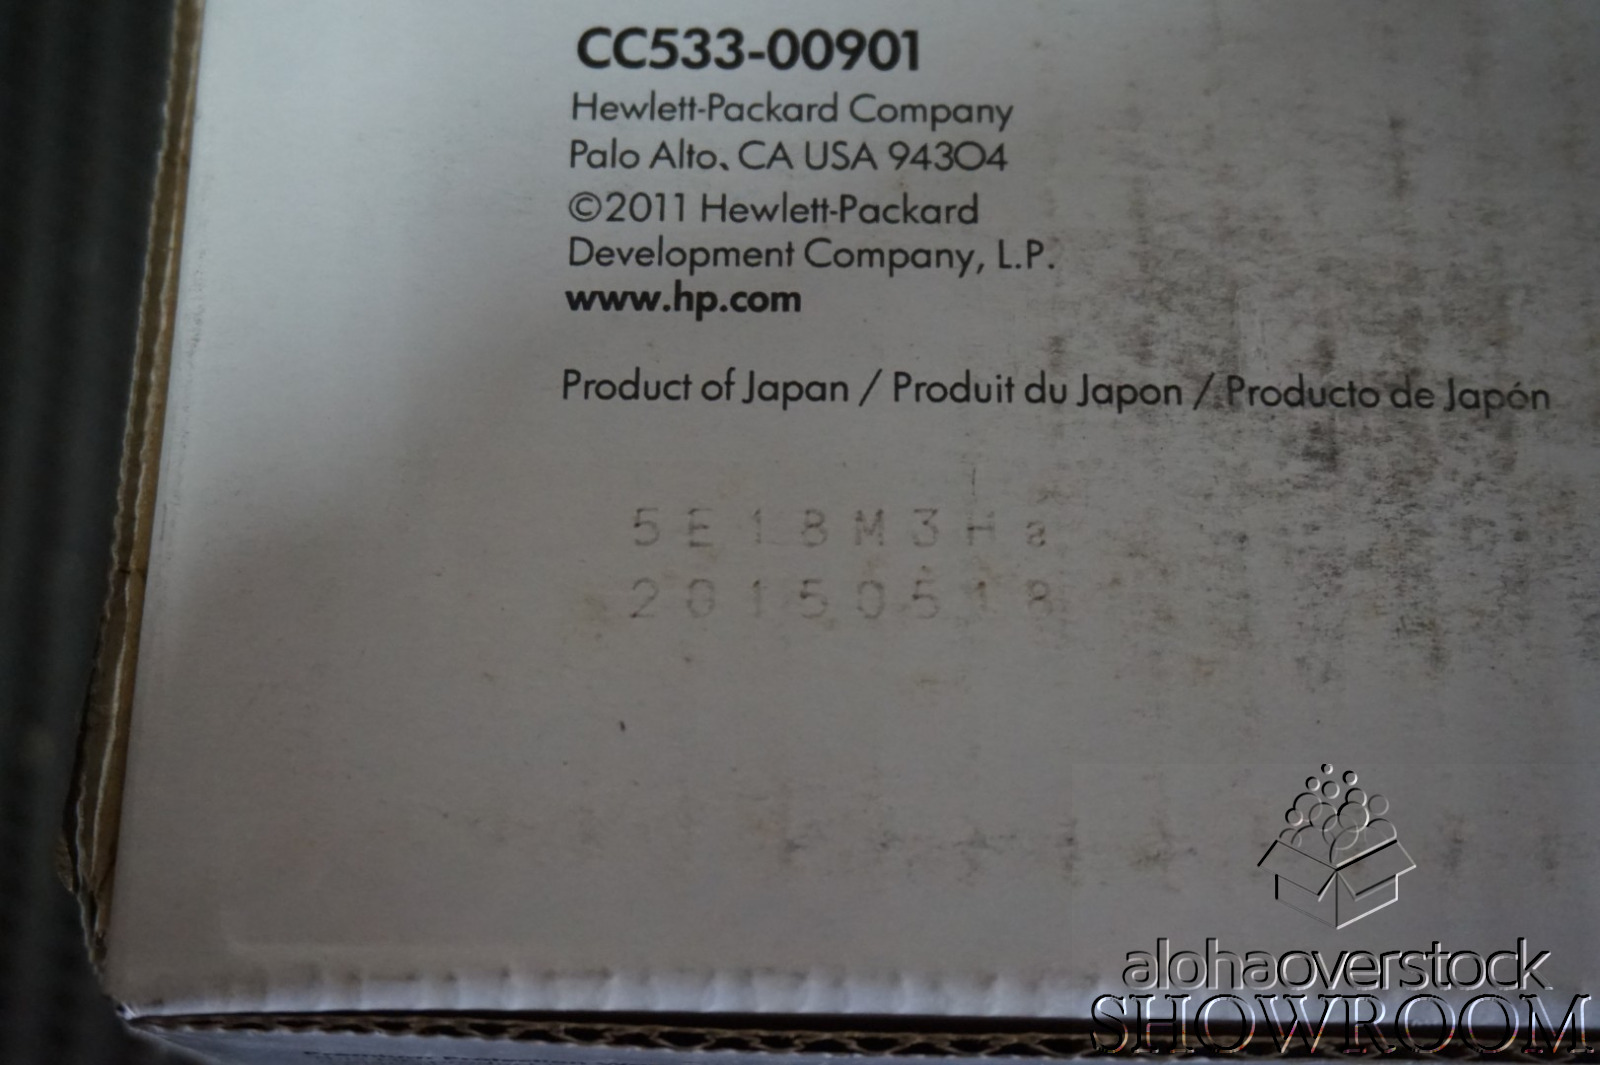 CC533-00901
Hewlett-Packard Company
Palo Alto, CA USA 94304
©2011 Hewlett-Packard
Development Company, L.P.
www.hp.com
Product of Japan / Produit du Japon / Producto de Japón
5E18M3Ha
20150518
alohaoverstock
SHOWROOM